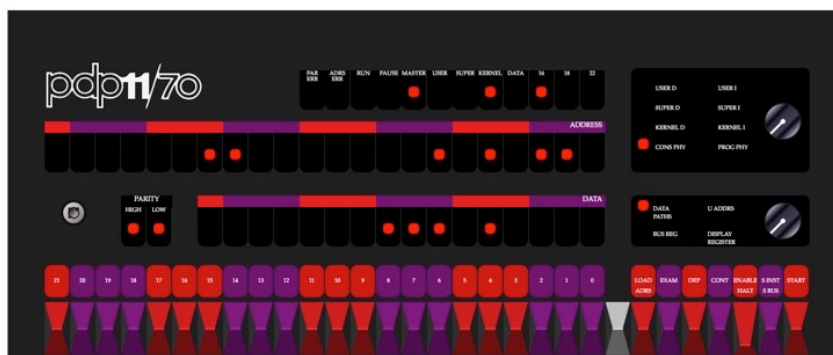 pdp11/70
PAR ERR ADRS ERR RUN PAUSE MASTER USER SUPER KERNEL DATA 16 18 22
ADDRESS
USER D USER I
SUPER D SUPER I
KERNEL D KERNEL I
CONS PHY PROG PHY
PARITY
HIGH LOW
DATA
DATA PATHS U ADRS
BUS REG DISPLAY REGISTER
21 20 19 18 17 16 15 14 13 12 11 10 9 8 7 6 5 4 3 2 1 0
LOAD ADRS EXAM DEP CONT ENABLE HALT S INST S BUS START